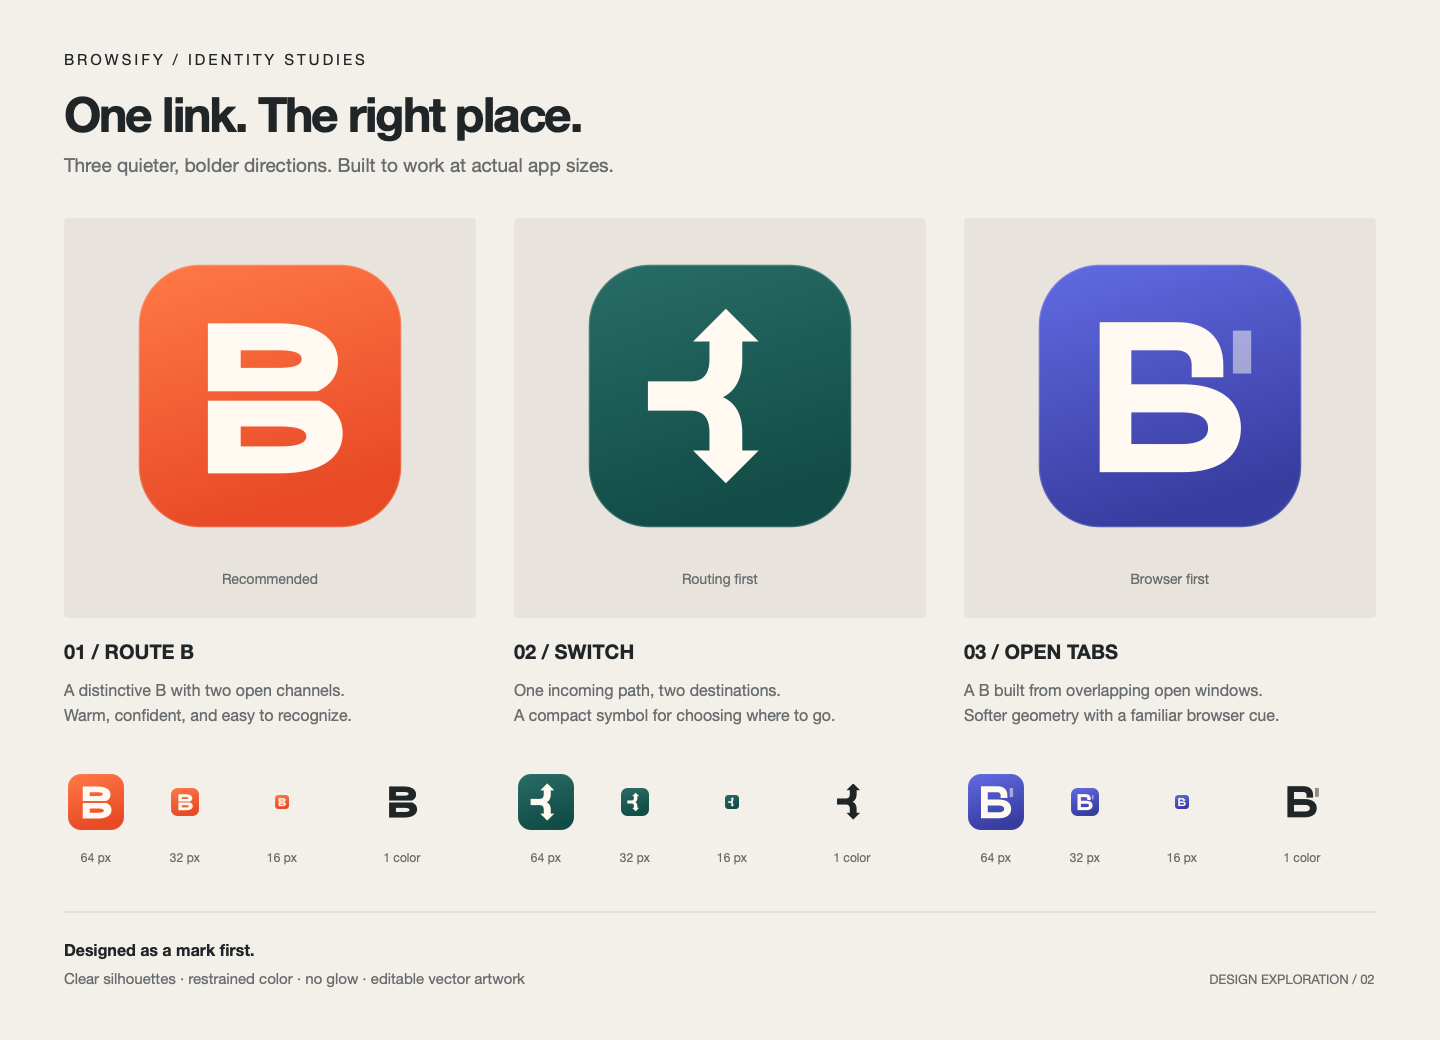 BROWSIFY / IDENTITY STUDIES
One link. The right place.
Three quieter, bolder directions. Built to work at actual app sizes.
B
Recommended
01 / ROUTE B
A distinctive B with two open channels.
Warm, confident, and easy to recognize.
B
B
B
B
64 px
32 px
16 px
1 color
Routing first
02 / SWITCH
One incoming path, two destinations.
A compact symbol for choosing where to go.
64 px
32 px
16 px
1 color
B
Browser first
03 / OPEN TABS
A B built from overlapping open windows.
Softer geometry with a familiar browser cue.
B
B
B
B
64 px
32 px
16 px
1 color
Designed as a mark first.
Clear silhouettes · restrained color · no glow · editable vector artwork
DESIGN EXPLORATION / 02